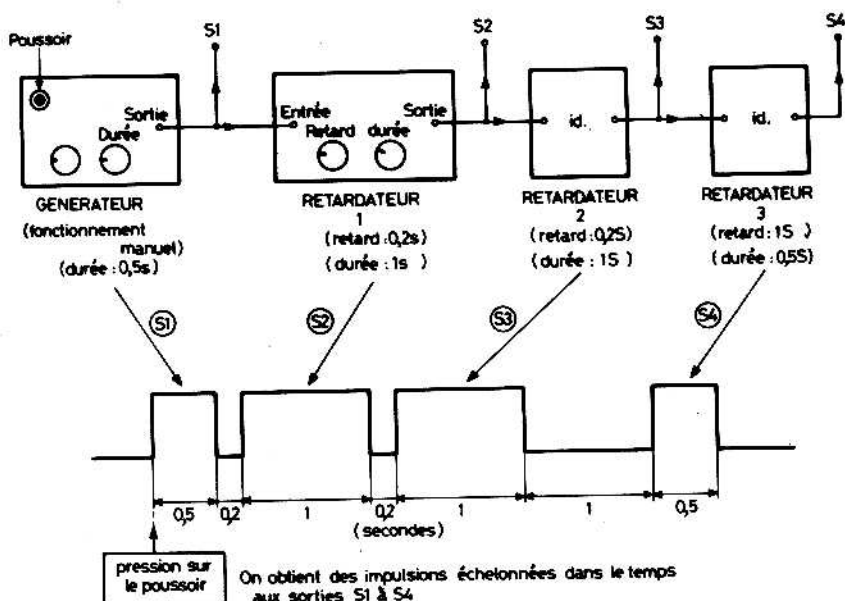 Poussoir
S1
S2
S3
S4
Sortie
Durée
Entrée
Sortie
Retard durée
id.
id.
GENERATEUR
(fonctionnement
manuel)
(durée : 0,5s)
RETARDATEUR
1
(retard : 0,2s)
(durée : 1s )
RETARDATEUR
2
(retard : 0,2S)
(durée : 1S )
RETARDATEUR
3
(retard : 1S )
(durée : 0,5S)
S1
S2
S3
S4
0,5
0,2
1
0,2
1
1
0,5
(secondes)
pression sur
le poussoir
On obtient des impulsions échelonnées dans le temps
aux sorties S1 à S4